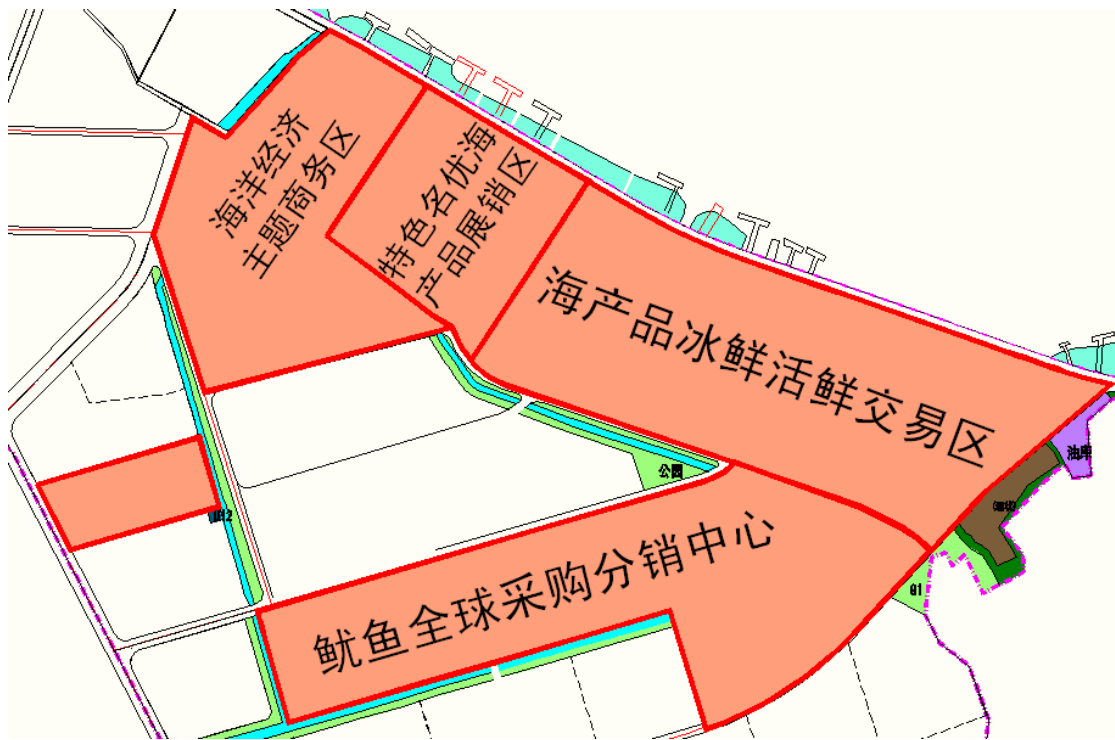 海洋经济
主题商务区
特色名优海
产品展销区
海产品冰鲜活鲜交易区
公园
油库
G1
鱿鱼全球采购分销中心